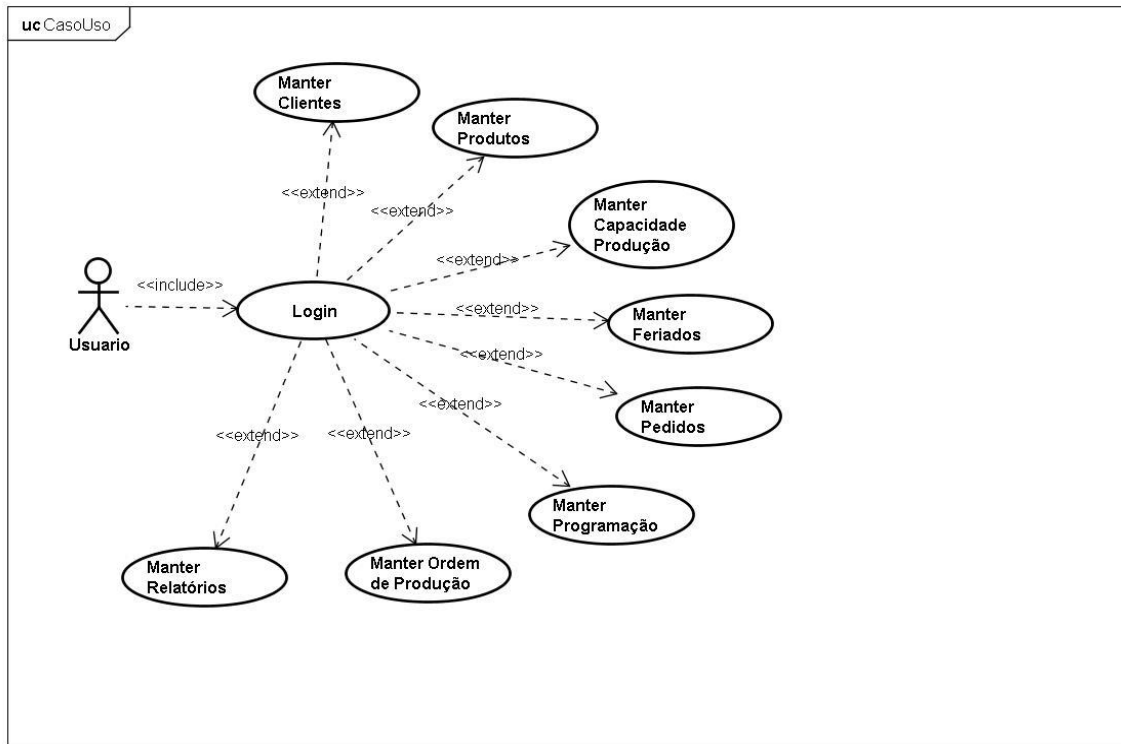 uc CasoUso
Manter
Clientes
Manter
Produtos
<<extend>>
<<extend>>
Manter
Capacidade
Produção
<<extend>>
<<include>>
Login
<<extend>>
Manter
Feriados
Usuario
<<extend>>
Manter
Pedidos
<<extend>>
<<extend>>
<<extend>>
Manter
Programação
Manter
Relatórios
Manter Ordem
de Produção